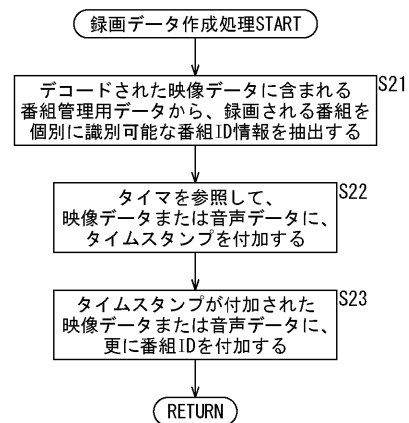 録画データ作成処理START
S21
デコードされた映像データに含まれる
番組管理用データから、録画される番組を
個別に識別可能な番組ID情報を抽出する
S22
タイマを参照して、
映像データまたは音声データに、
タイムスタンプを付加する
S23
タイムスタンプが付加された
映像データまたは音声データに、
更に番組IDを付加する
RETURN